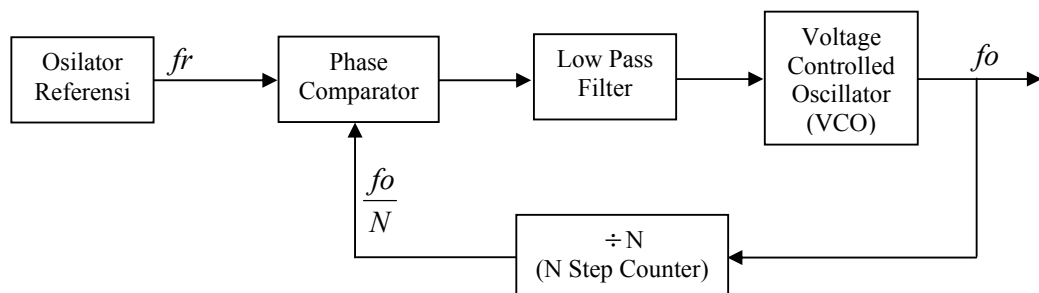 Osilator
Referensi
fr
Phase
Comparator
Low Pass
Filter
Voltage
Controlled
Oscillator
(VCO)
fo
fo
N
÷N
(N Step Counter)